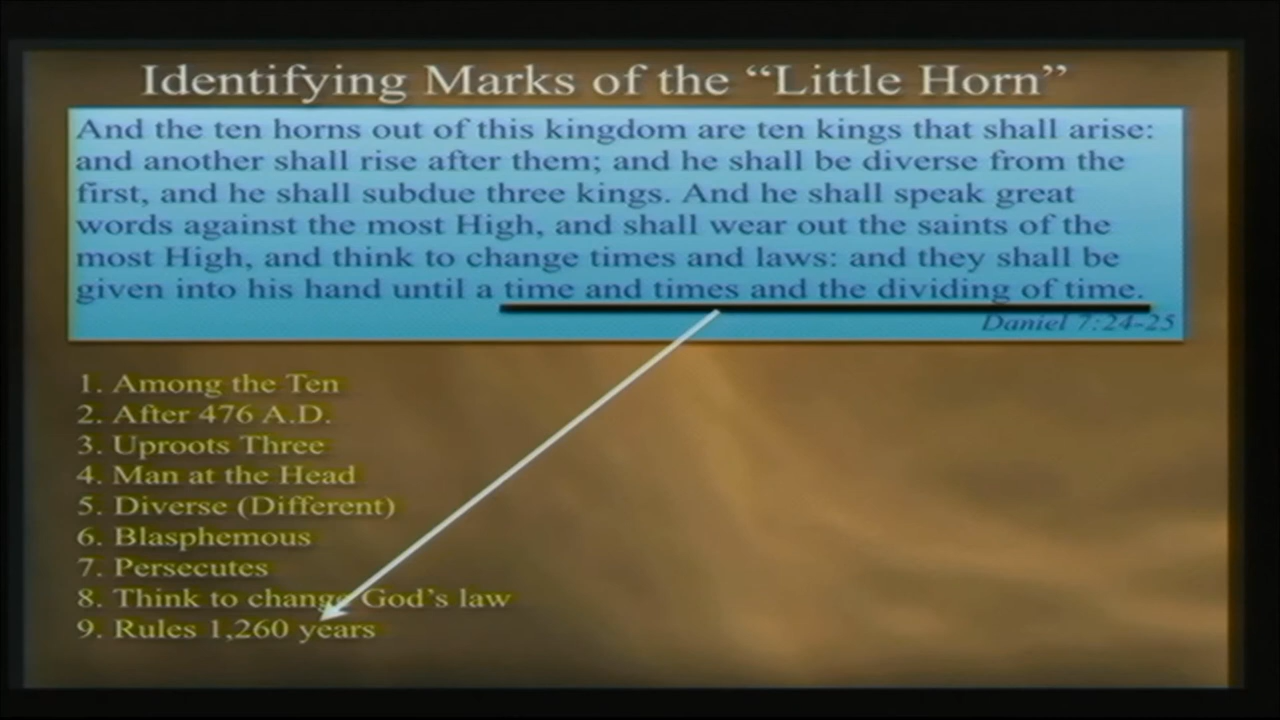 Identifying Marks of the “Little Horn”
And the ten horns out of this kingdom are ten kings that shall arise:
and another shall rise after them; and he shall be diverse from the
first, and he shall subdue three kings. And he shall speak great
words against the most High, and shall wear out the saints of the
most High, and think to change times and laws: and they shall be
given into his hand until a time and times and the dividing of time.
Daniel 7:24-25
1. Among the Ten
2. After 476 A.D.
3. Uproots Three
4. Man at the Head
5. Diverse (Different)
6. Blasphemous
7. Persecutes
8. Think to change God’s law
9. Rules 1,260 years